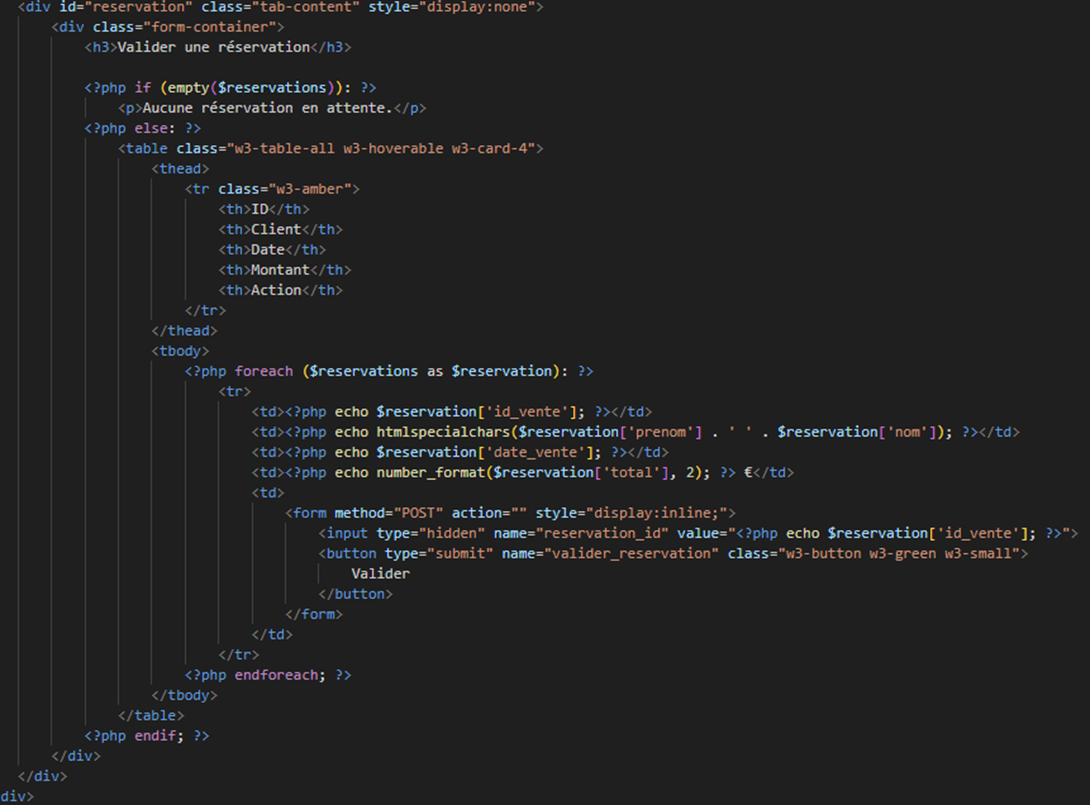 <div id="reservation" class="tab-content" style="display:none">
<div class="form-container">
<h3>Valider une réservation</h3>
<?php if (empty($reservations)): ?>
<p>Aucune réservation en attente.</p>
<?php else: ?>
<table class="w3-table-all w3-hoverable w3-card-4">
<thead>
<tr class="w3-amber">
<th>ID</th>
<th>Client</th>
<th>Date</th>
<th>Montant</th>
<th>Action</th>
</tr>
</thead>
<tbody>
<?php foreach ($reservations as $reservation): ?>
<tr>
<td><?php echo $reservation['id_vente']; ?></td>
<td><?php echo htmlspecialchars($reservation['prenom'] . ' ' . $reservation['nom']); ?></td>
<td><?php echo $reservation['date_vente']; ?></td>
<td><?php echo number_format($reservation['total'], 2); ?> €</td>
<td>
<form method="POST" action="" style="display:inline;">
<input type="hidden" name="reservation_id" value="<?php echo $reservation['id_vente']; ?>">
<button type="submit" name="valider_reservation" class="w3-button w3-green w3-small">
Valider
</button>
</form>
</td>
</tr>
<?php endforeach; ?>
</tbody>
</table>
<?php endif; ?>
</div>
</div>
div>